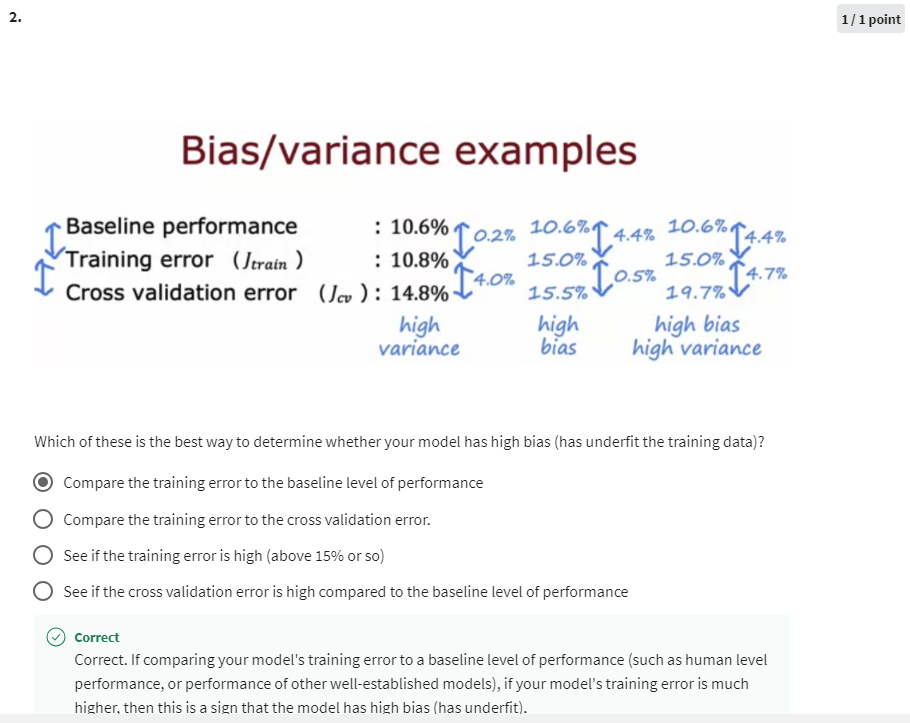 2.
1 / 1 point
Bias/variance examples
Baseline performance : 10.6% 0.2% 10.6% 4.4% 10.6% 4.4%
Training error (Jtrain) : 10.8% 4.0% 15.0% 0.5% 15.0% 4.7%
Cross validation error (Jcv): 14.8% 15.5% 19.7%
high variance
high bias
high bias
high variance
Which of these is the best way to determine whether your model has high bias (has underfit the training data)?
Compare the training error to the baseline level of performance
Compare the training error to the cross validation error.
See if the training error is high (above 15% or so)
See if the cross validation error is high compared to the baseline level of performance
Correct
Correct. If comparing your model's training error to a baseline level of performance (such as human level
performance, or performance of other well-established models), if your model's training error is much
higher, then this is a sign that the model has high bias (has underfit).